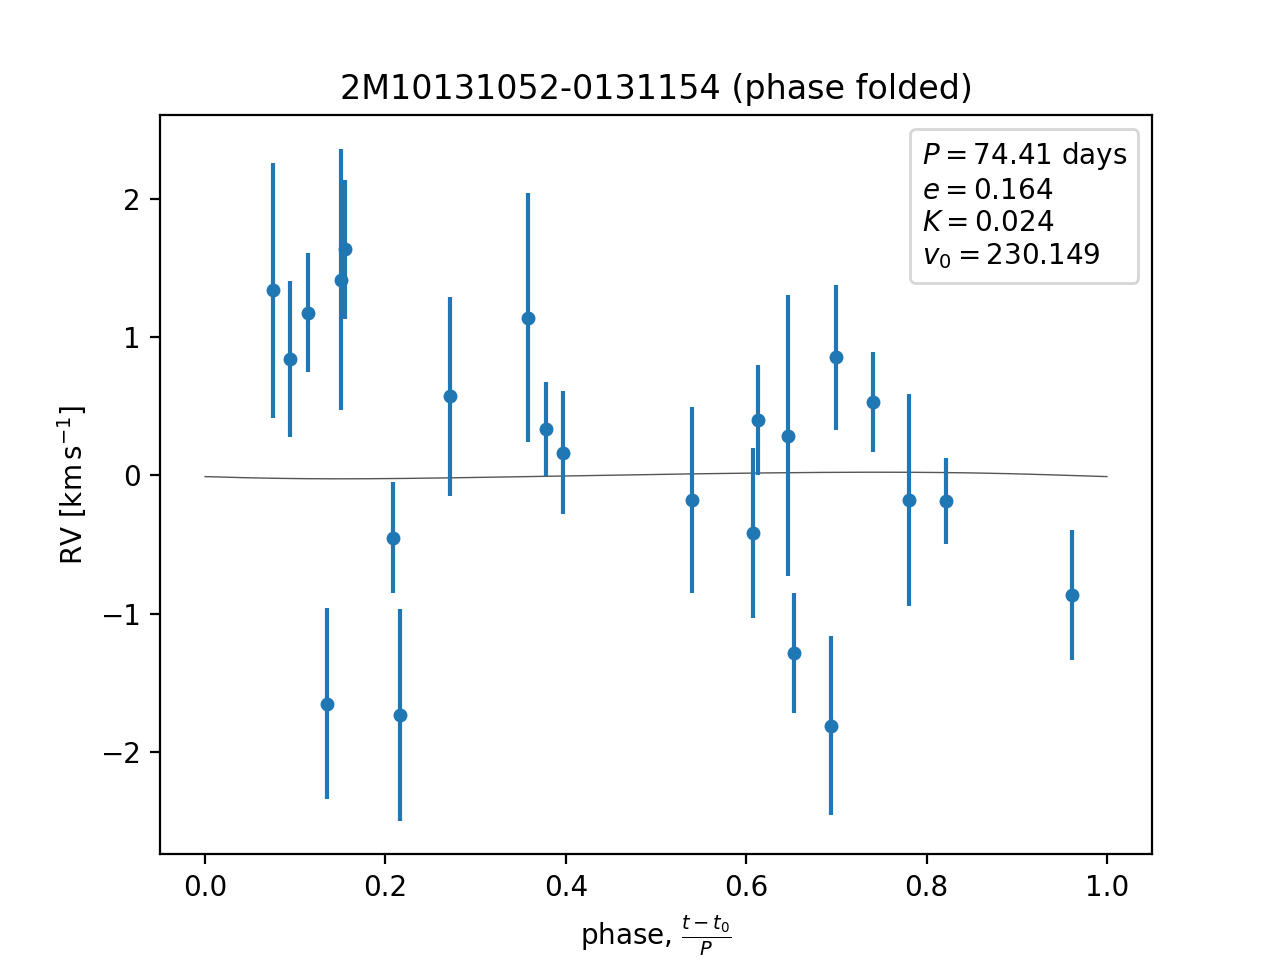 2M10131052-0131154 (phase folded)
P = 74.41 days
e = 0.164
K = 0.024
v₀ = 230.149
2
1
0
−1
−2
RV [km s⁻¹]
0.0 0.2 0.4 0.6 0.8 1.0
phase, (t − t₀)/P